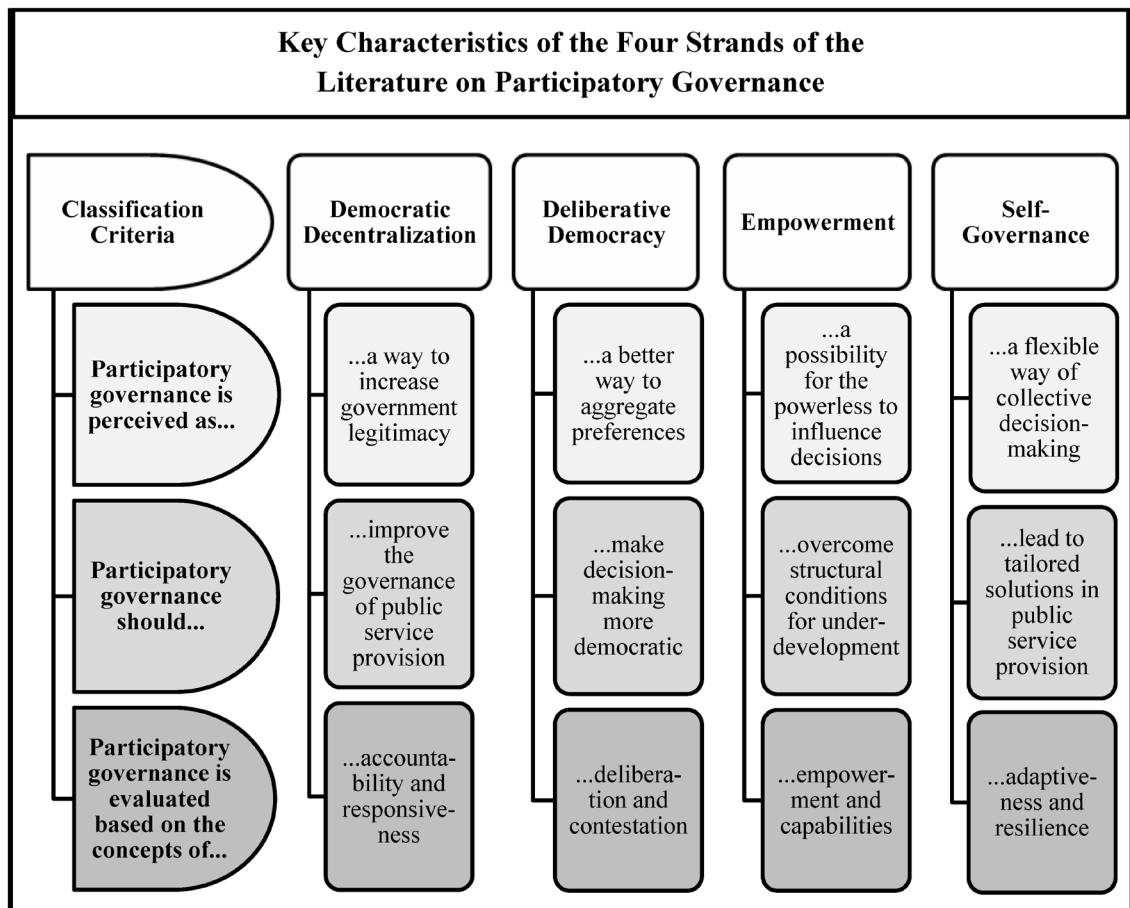 Key Characteristics of the Four Strands of the
Literature on Participatory Governance
Classification
Criteria
Democratic
Decentralization
Deliberative
Democracy
Empowerment
Self-
Governance
Participatory
governance is
perceived as...
...a way to
increase
government
legitimacy
...a better
way to
aggregate
preferences
...a
possibility
for the
powerless to
influence
decisions
...a flexible
way of
collective
decision-
making
Participatory
governance
should...
...improve
the
governance
of public
service
provision
...make
decision-
making
more
democratic
...overcome
structural
conditions
for under-
development
...lead to
tailored
solutions in
public
service
provision
Participatory
governance is
evaluated
based on the
concepts of...
...accounta-
bility and
responsive-
ness
...delibera-
tion and
contestation
...empower-
ment and
capabilities
...adaptive-
ness and
resilience